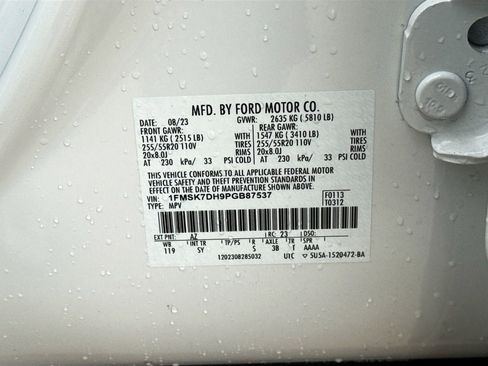 MFD. BY FORD MOTOR CO.
DATE: 08/23 GVWR: 2635 KG ( 5810 LB)
FRONT GAWR: REAR GAWR:
1141 KG ( 2515 LB) WITH 1547 KG ( 3410 LB) WITH
255/55R20 110V TIRES 255/55R20 110V TIRES
20x8.0J RIMS 20x8.0J RIMS
AT 230 kPa/ 33 PSI COLD AT 230 kPa/ 33 PSI COLD
THIS VEHICLE CONFORMS TO ALL APPLICABLE FEDERAL MOTOR
VEHICLE SAFETY AND THEFT PREVENTION STANDARDS IN EFFECT ON
THE DATE OF MANUFACTURE SHOWN ABOVE.
VIN: 1FMSK7DH9PGB87537 F0113
TYPE: MPV T0312
EXT PNT: AZ RC: 23 DSO:
WB INT TR TP/PS R AXLE TR SPR
119 SY S 38 T AAAA
1202308285032 UTC 5U5A-1520472-BA